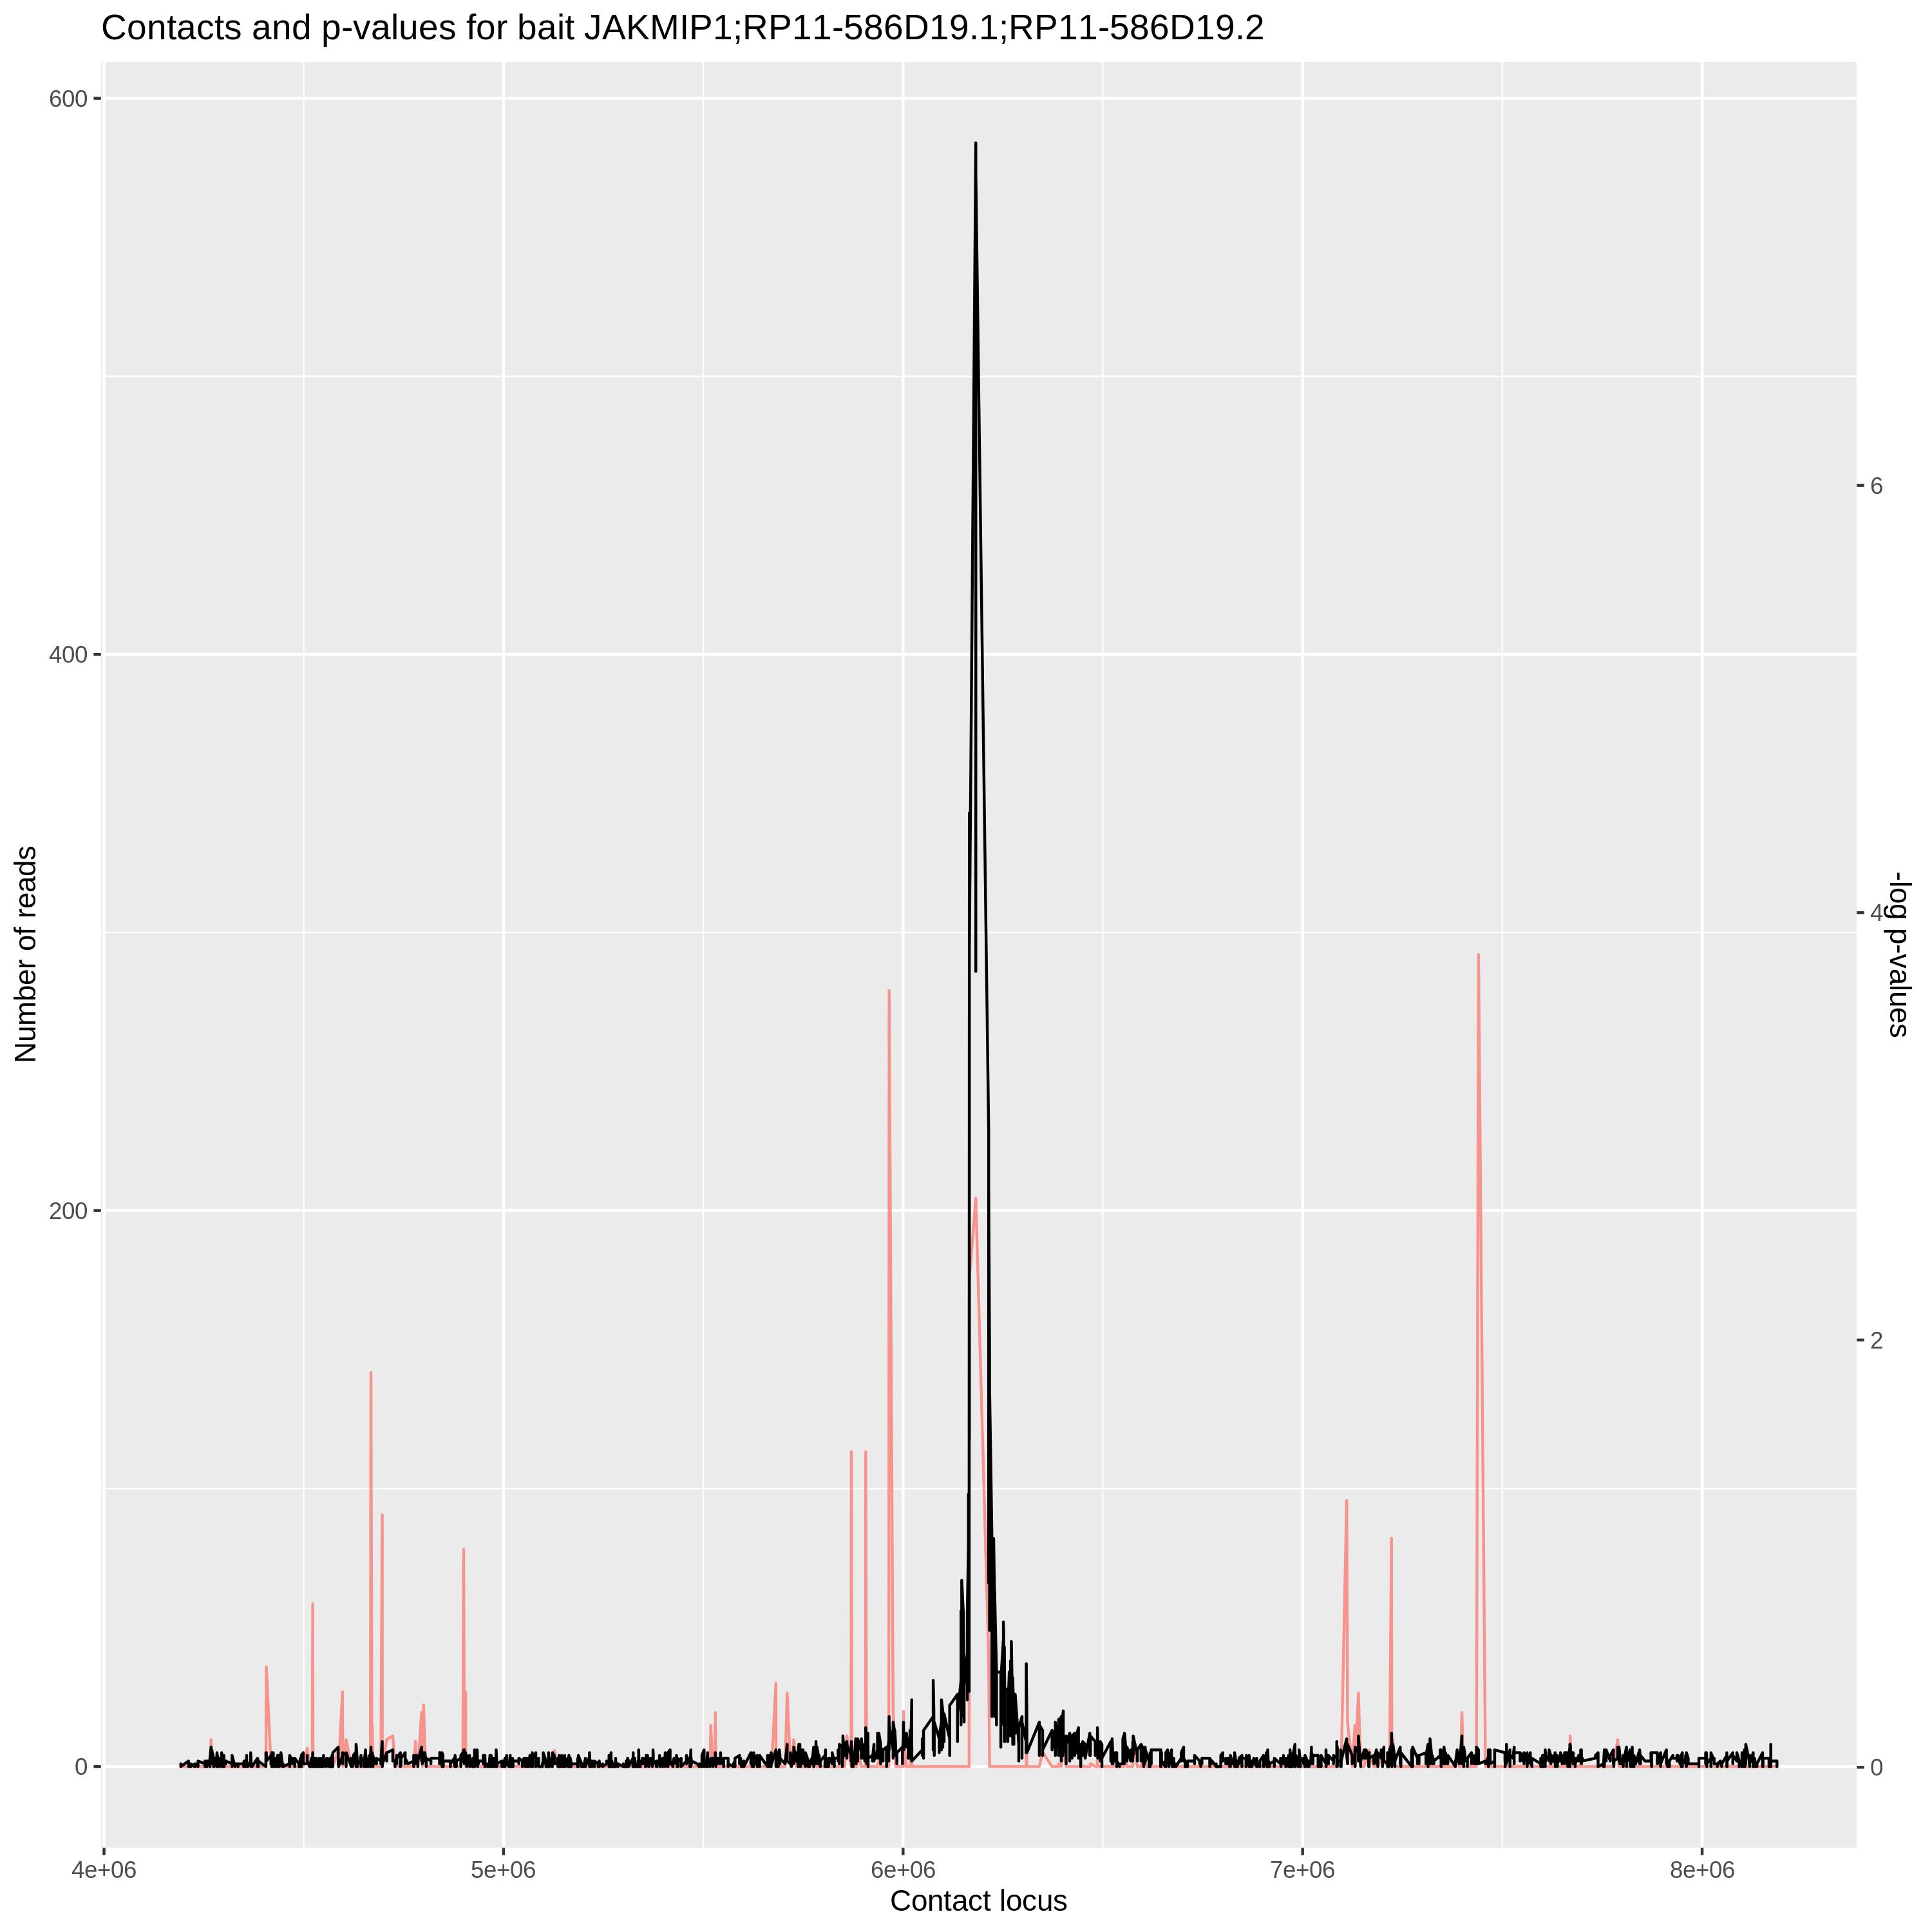 Contacts and p-values for bait JAKMIP1;RP11-586D19.1;RP11-586D19.2
600
400
200
0
Number of reads
6
4
2
0
-log p-values
4e+06
5e+06
6e+06
7e+06
8e+06
Contact locus